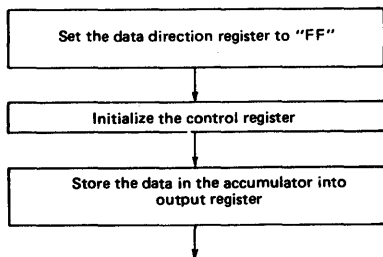 Set the data direction register to "FF"
Initialize the control register
Store the data in the accumulator into
output register